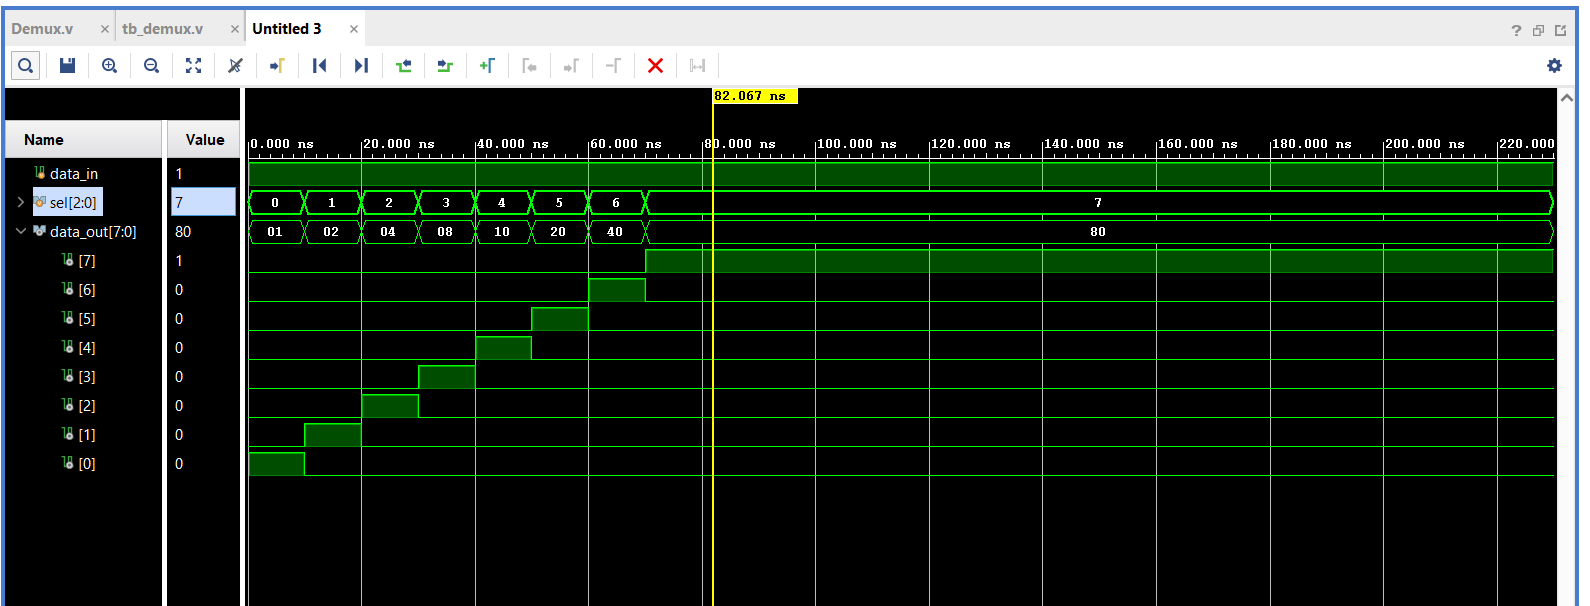 Demux.v × tb_demux.v × Untitled 3 ×
?
82.067 ns
Name Value
0.000 ns 20.000 ns 40.000 ns 60.000 ns 80.000 ns 100.000 ns 120.000 ns 140.000 ns 160.000 ns 180.000 ns 200.000 ns 220.000
data_in 1
sel[2:0] 7 0 1 2 3 4 5 6 7
data_out[7:0] 80 01 02 04 08 10 20 40 80
[7] 1
[6] 0
[5] 0
[4] 0
[3] 0
[2] 0
[1] 0
[0] 0